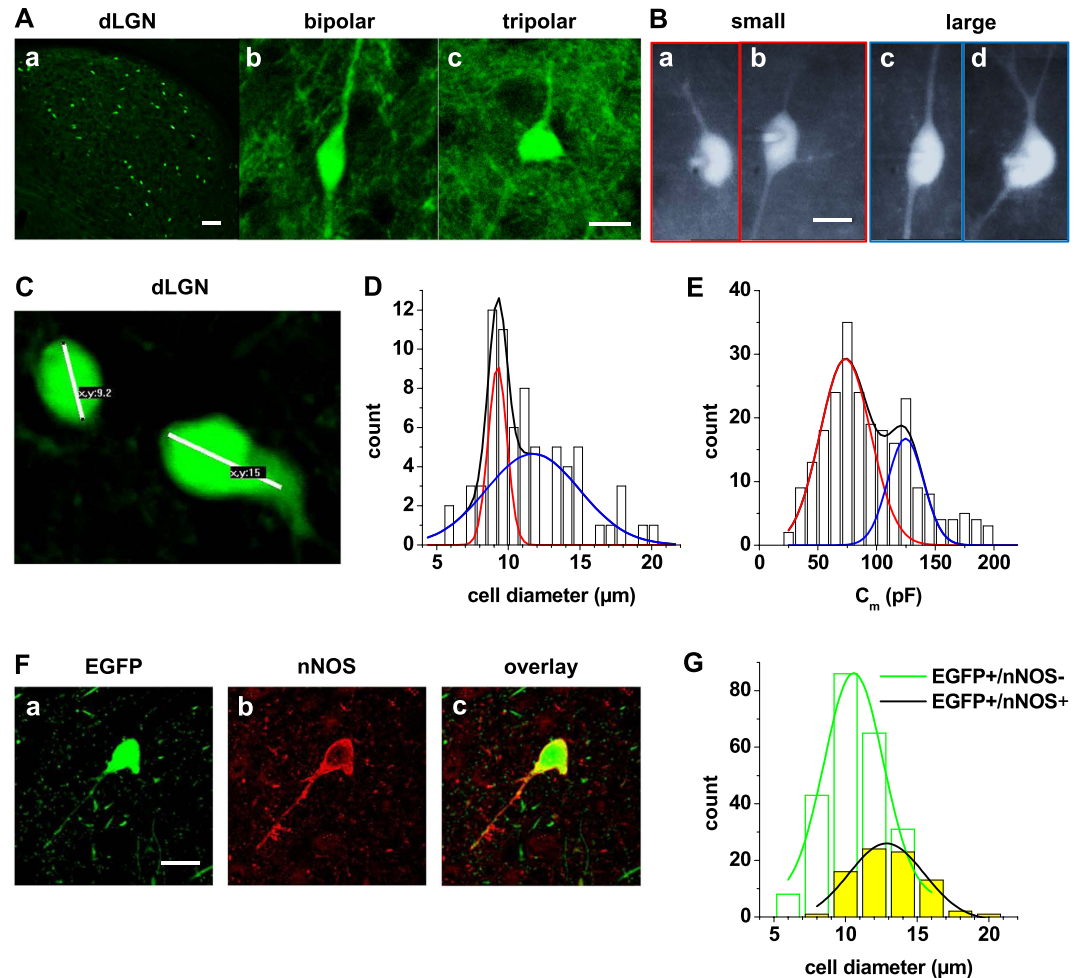 A dLGN bipolar tripolar
a b c
B small large
a b c d
C dLGN
x,y:9.2
x,y:15
D
12
10
8
6
4
2
0
count
5 10 15 20
cell diameter (µm)
E
40
30
20
10
0
count
0 50 100 150 200
Cm (pF)
F EGFP nNOS overlay
a b c
G
EGFP+/nNOS-
EGFP+/nNOS+
80
60
40
20
0
count
5 10 15 20
cell diameter (µm)